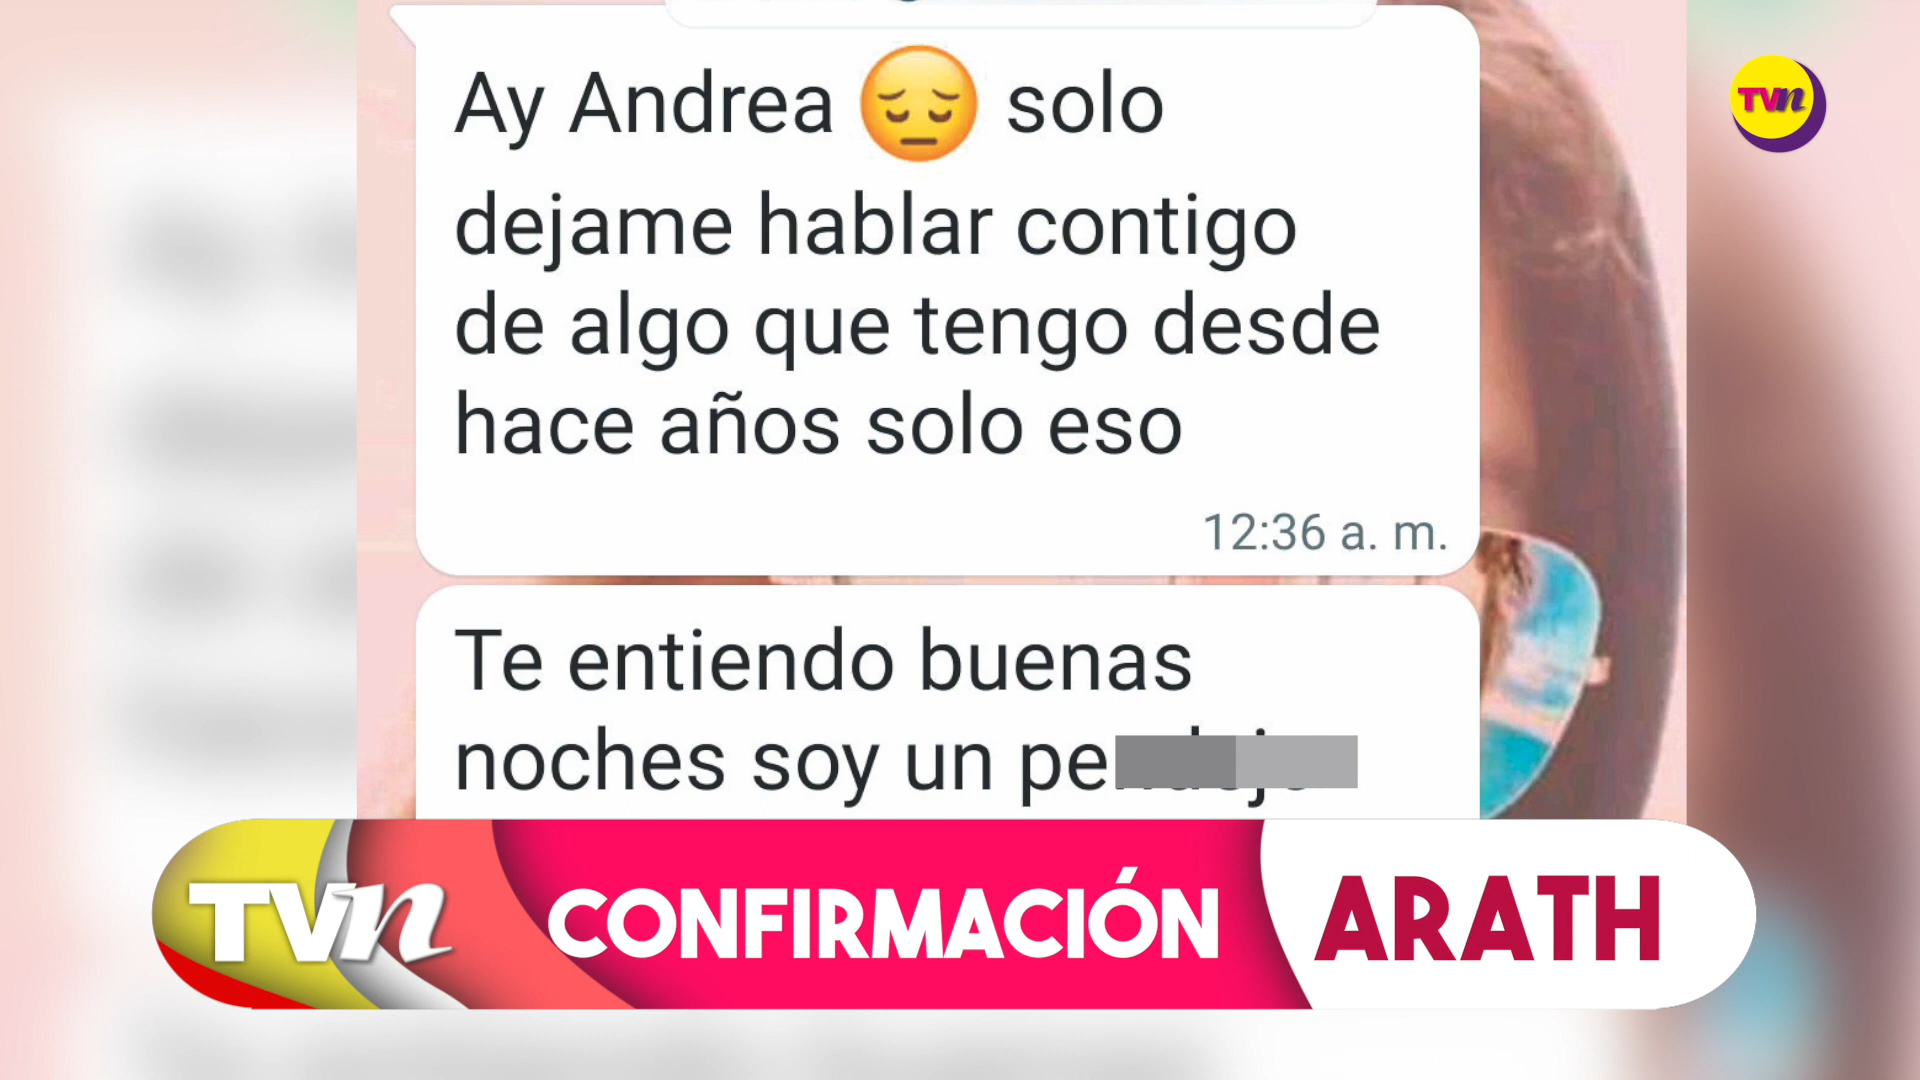 Ay Andrea 😔 solo
dejame hablar contigo
de algo que tengo desde
hace años solo eso
12:36 a. m.
Te entiendo buenas
noches soy un pe
TVn
CONFIRMACIÓN
ARATH
TVn